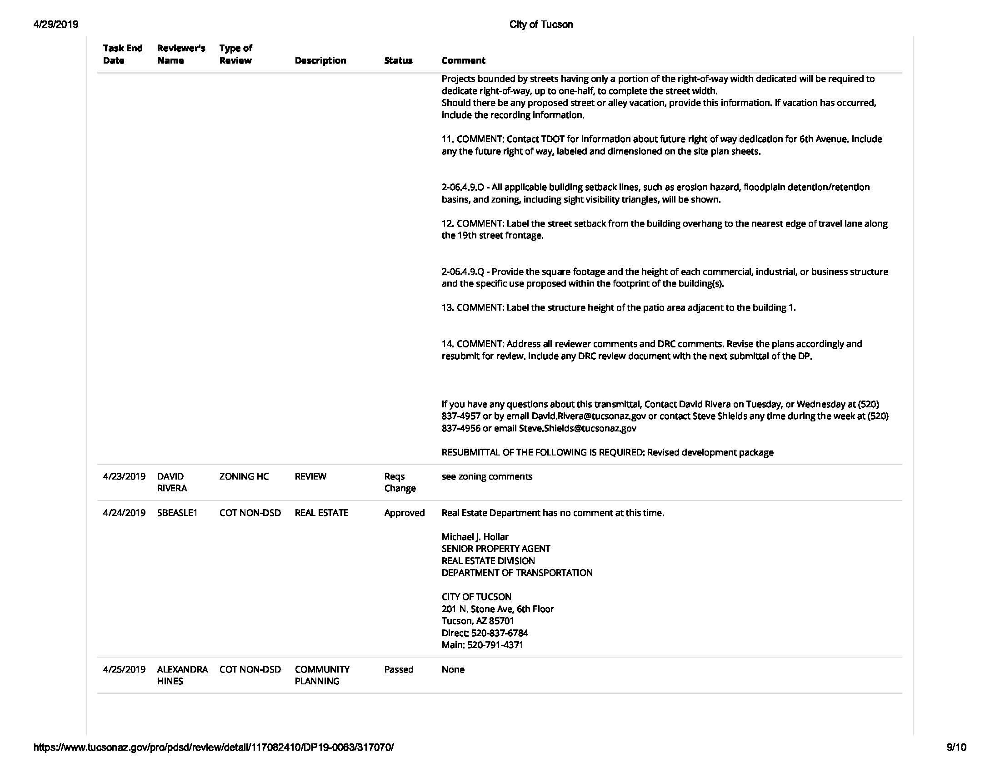 4/29/2019 City of Tucson
Task End Reviewer's Type of
Date Name Review Description Status Comment
Projects bounded by streets having only a portion of the right-of-way width dedicated will be required to
dedicate right-of-way, up to one-half, to complete the street width.
Should there be any proposed street or alley vacation, provide this information. If vacation has occurred,
include the recording information.
11. COMMENT: Contact TDOT for information about future right of way dedication for 6th Avenue. Include
any the future right of way, labeled and dimensioned on the site plan sheets.
2-06.4.9.O - All applicable building setback lines, such as erosion hazard, floodplain detention/retention
basins, and zoning, including sight visibility triangles, will be shown.
12. COMMENT: Label the street setback from the building overhang to the nearest edge of travel lane along
the 19th street frontage.
2-06.4.9.Q - Provide the square footage and the height of each commercial, industrial, or business structure
and the specific use proposed within the footprint of the building(s).
13. COMMENT: Label the structure height of the patio area adjacent to the building 1.
14. COMMENT: Address all reviewer comments and DRC comments. Revise the plans accordingly and
resubmit for review. Include any DRC review document with the next submittal of the DP.
If you have any questions about this transmittal, Contact David Rivera on Tuesday, or Wednesday at (520)
837-4957 or by email David.Rivera@tucsonaz.gov or contact Steve Shields any time during the week at (520)
837-4956 or email Steve.Shields@tucsonaz.gov
RESUBMITTAL OF THE FOLLOWING IS REQUIRED: Revised development package
4/23/2019 DAVID ZONING HC REVIEW Reqs see zoning comments
RIVERA Change
4/24/2019 SBEASLE1 COT NON-DSD REAL ESTATE Approved Real Estate Department has no comment at this time.
Michael J. Hollar
SENIOR PROPERTY AGENT
REAL ESTATE DIVISION
DEPARTMENT OF TRANSPORTATION
CITY OF TUCSON
201 N. Stone Ave, 6th Floor
Tucson, AZ 85701
Direct: 520-837-6784
Main: 520-791-4371
4/25/2019 ALEXANDRA COT NON-DSD COMMUNITY Passed None
HINES PLANNING
https://www.tucsonaz.gov/pro/pdsd/review/detail/117082410/DP19-0063/317070/ 9/10